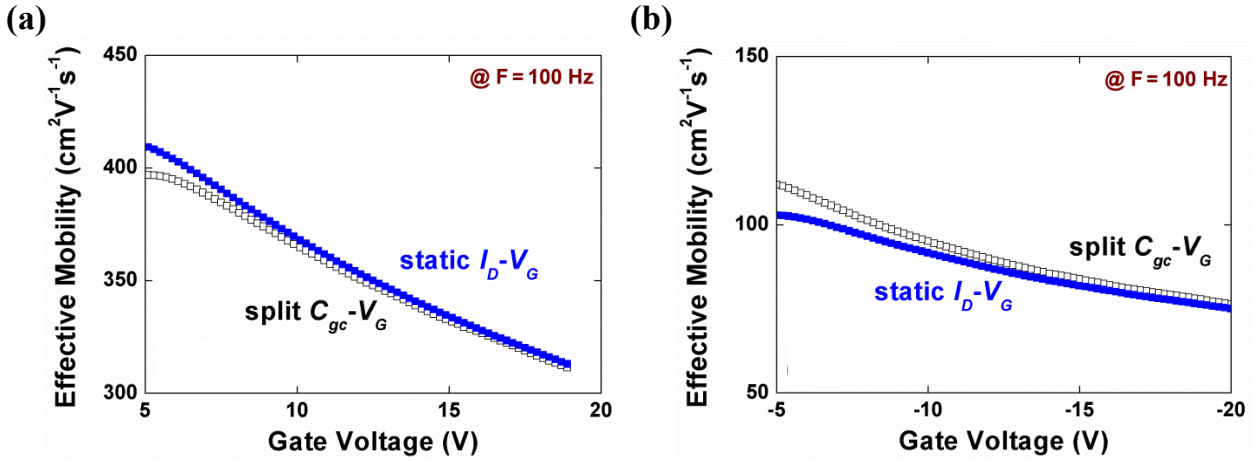 (a)
450
@ F = 100 Hz
400
350
300
Effective Mobility (cm²V⁻¹s⁻¹)
static I_D-V_G
split C_gc-V_G
5 10 15 20
Gate Voltage (V)
(b)
150
@ F = 100 Hz
100
50
Effective Mobility (cm²V⁻¹s⁻¹)
split C_gc-V_G
static I_D-V_G
-5 -10 -15 -20
Gate Voltage (V)